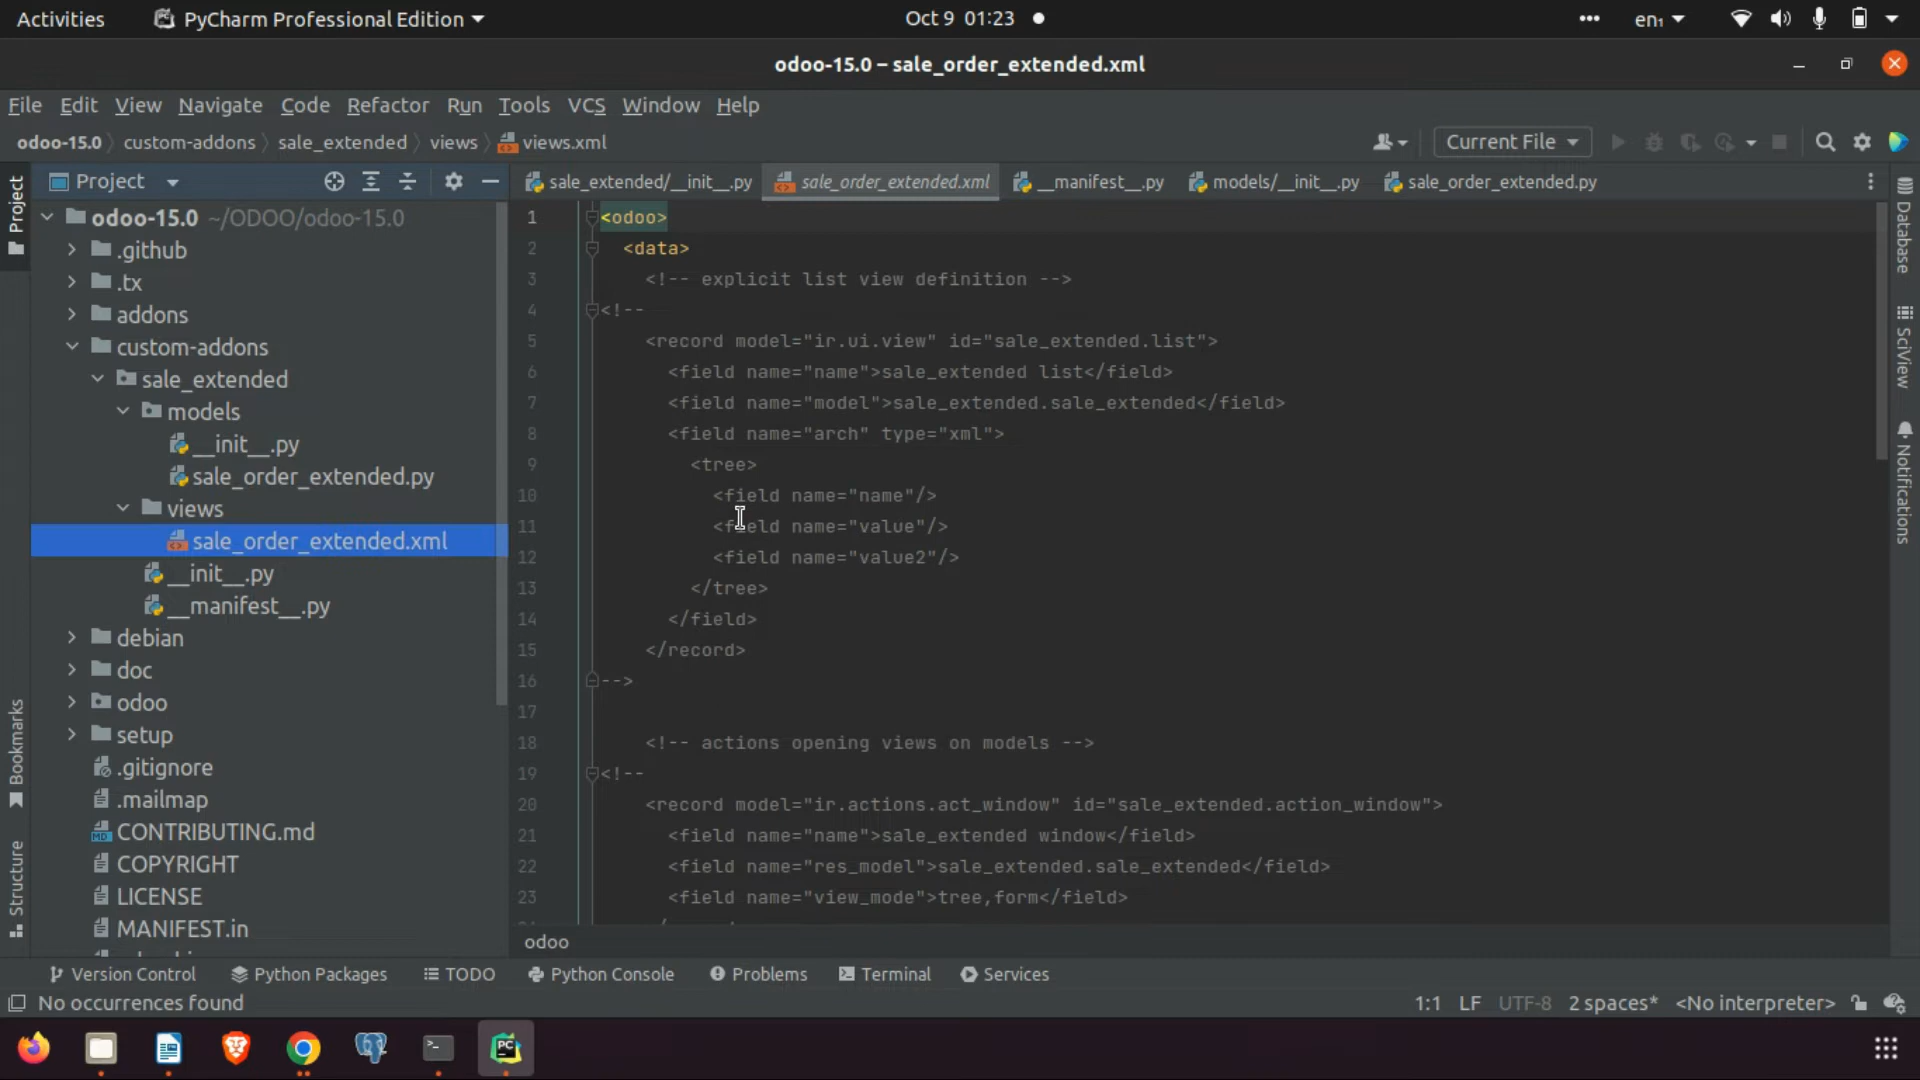 Activities
PyCharm Professional Edition
Oct 9 01:23
en₁
odoo-15.0 – sale_order_extended.xml
File Edit View Navigate Code Refactor Run Tools VCS Window Help
odoo-15.0 custom-addons sale_extended views views.xml
Current File
Project
Project
sale_extended/__init__.py
sale_order_extended.xml
__manifest__.py
models/__init__.py
sale_order_extended.py
odoo-15.0 ~/ODOO/odoo-15.0
.github
.tx
addons
custom-addons
sale_extended
models
__init__.py
sale_order_extended.py
views
sale_order_extended.xml
__init__.py
__manifest__.py
debian
doc
odoo
setup
.gitignore
.mailmap
CONTRIBUTING.md
COPYRIGHT
LICENSE
MANIFEST.in
Bookmarks
Structure
1 <odoo>
2 <data>
3 <!-- explicit list view definition -->
4 <!--
5 <record model="ir.ui.view" id="sale_extended.list">
6 <field name="name">sale_extended list</field>
7 <field name="model">sale_extended.sale_extended</field>
8 <field name="arch" type="xml">
9 <tree>
10 <field name="name"/>
11 <field name="value"/>
12 <field name="value2"/>
13 </tree>
14 </field>
15 </record>
16 -->
17
18 <!-- actions opening views on models -->
19 <!--
20 <record model="ir.actions.act_window" id="sale_extended.action_window">
21 <field name="name">sale_extended window</field>
22 <field name="res_model">sale_extended.sale_extended</field>
23 <field name="view_mode">tree,form</field>
odoo
Database
SciView
Notifications
Version Control
Python Packages
TODO
Python Console
Problems
Terminal
Services
No occurrences found
1:1 LF UTF-8 2 spaces* <No interpreter>
PC